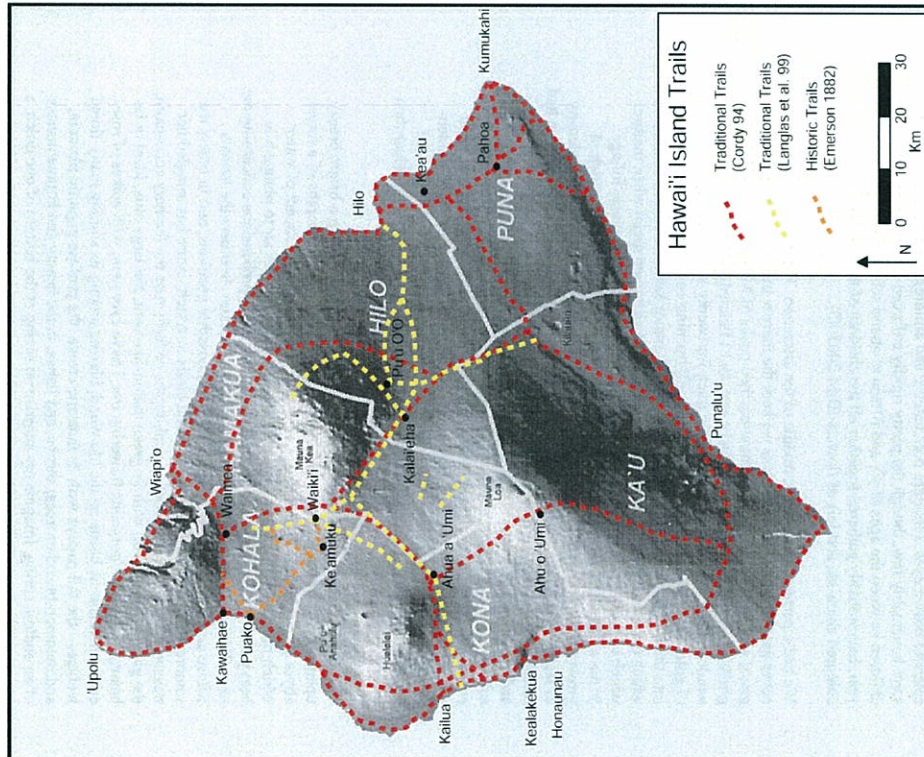 'Upolu
Wiapi'o
Kawaihae
Waimea
Puako
KOHALA
HAMAKUA
Waiki'i
Mauna
Kea
Ke'amuku
Hualalai
Pu'u O'O
HILO
Hilo
Kala'eha
Kea'au
Ahua a 'Umi
Kailua
KONA
Mauna
Loa
Pahoa
Kumukahi
PUNA
Kealakekua
Honaunau
Ahu o 'Umi
KA'U
Punalu'u
Hawai'i Island Trails
Traditional Trails
(Cordy 94)
Traditional Trails
(Langlas et al. 99)
Historic Trails
(Emerson 1882)
N
0 10 20 30
Km